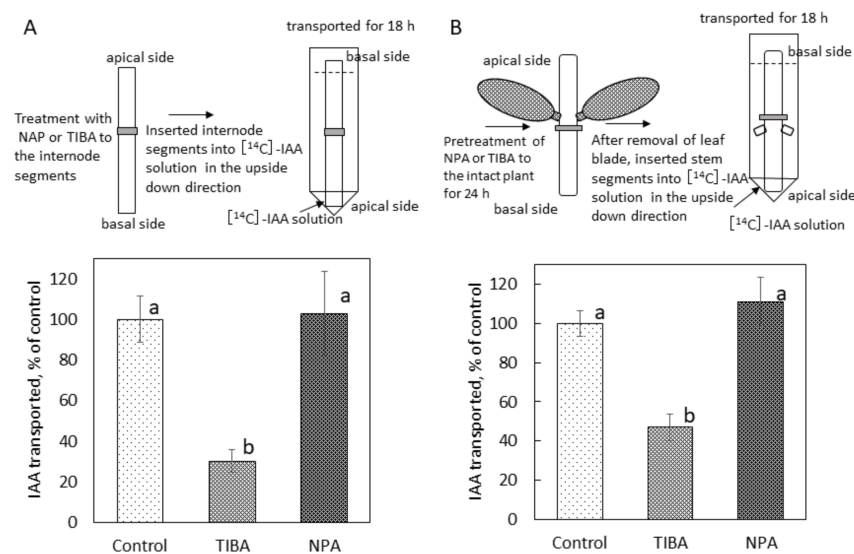 A
transported for 18 h
apical side
basal side
Treatment with
NAP or TIBA to
the internode
segments
Inserted internode
segments into [¹⁴C]-IAA
solution in the upside
down direction
basal side
[¹⁴C]-IAA solution
apical side
B
transported for 18 h
apical side
basal side
Pretreatment of
NPA or TIBA to
the intact plant
for 24 h
After removal of leaf
blade, inserted stem
segments into [¹⁴C]-IAA
solution in the upside
down direction
basal side
apical side
[¹⁴C]-IAA solution
IAA transported, % of control
120
100
80
60
40
20
0
a
b
a
Control TIBA NPA
IAA transported, % of control
120
100
80
60
40
20
0
a
b
a
Control TIBA NPA